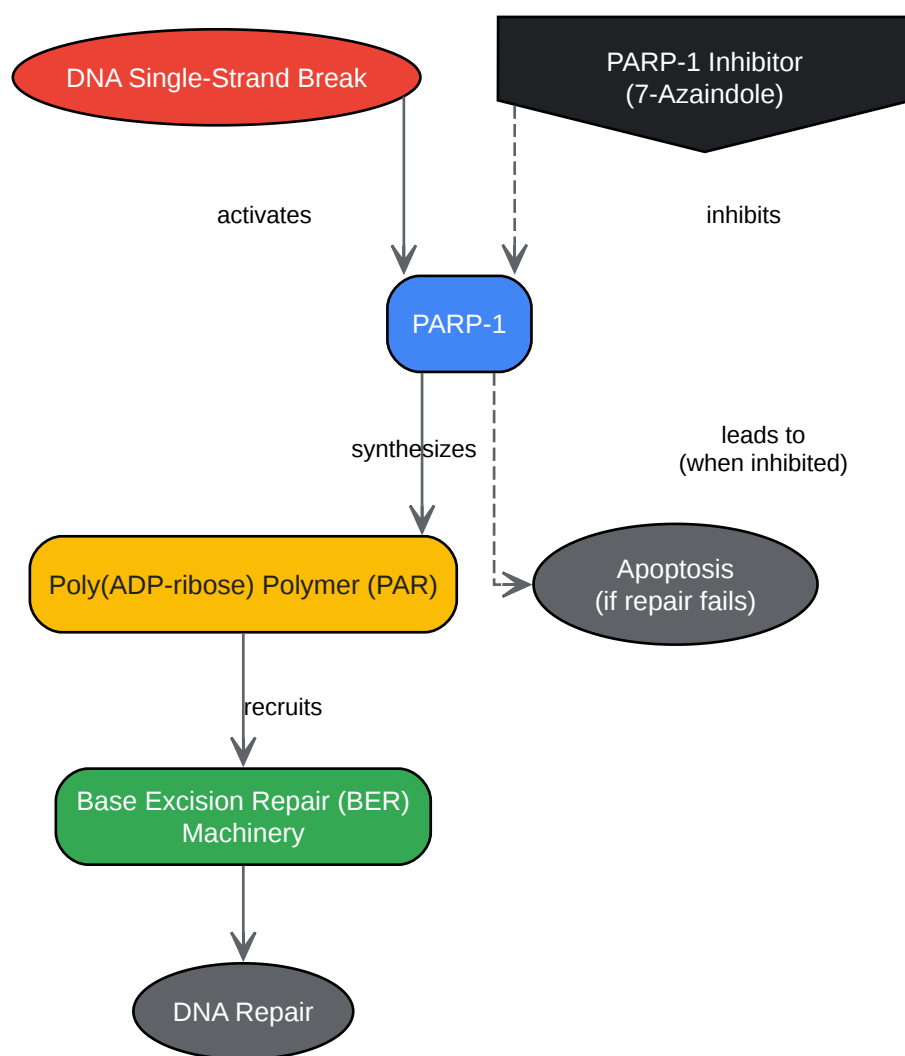 DNA Single-Strand Break
PARP-1 Inhibitor
(7-Azaindole)
activates
inhibits
PARP-1
synthesizes
leads to
(when inhibited)
Poly(ADP-ribose) Polymer (PAR)
Apoptosis
(if repair fails)
recruits
Base Excision Repair (BER)
Machinery
DNA Repair